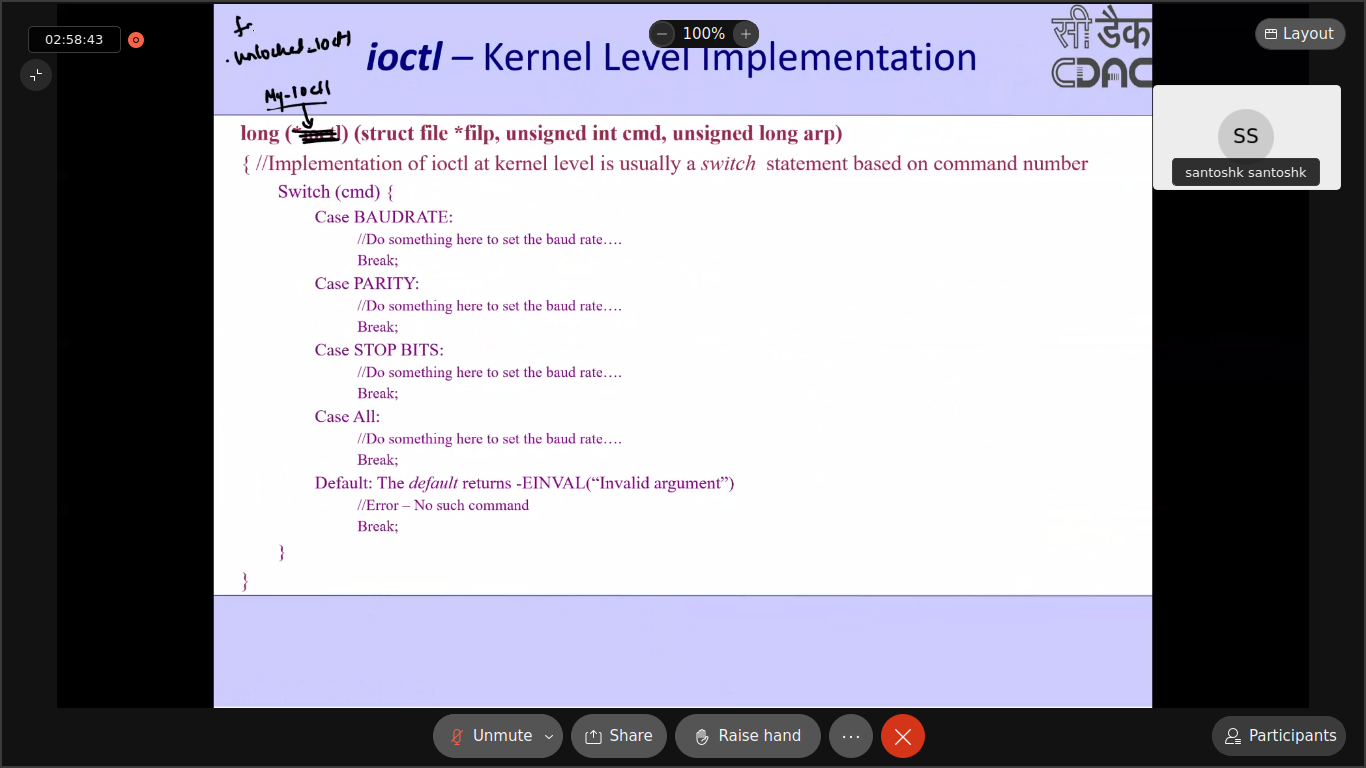 02:58:43
100%
Layout
सी डैक
CDAC
.unlocked_ioctl
ioctl – Kernel Level Implementation
My-ioctl
long (*) (struct file *filp, unsigned int cmd, unsigned long arp)
{ //Implementation of ioctl at kernel level is usually a switch statement based on command number
Switch (cmd) {
Case BAUDRATE:
//Do something here to set the baud rate….
Break;
Case PARITY:
//Do something here to set the baud rate….
Break;
Case STOP BITS:
//Do something here to set the baud rate….
Break;
Case All:
//Do something here to set the baud rate….
Break;
Default: The default returns -EINVAL(“Invalid argument”)
//Error – No such command
Break;
}
}
SS
santoshk santoshk
Unmute
Share
Raise hand
Participants